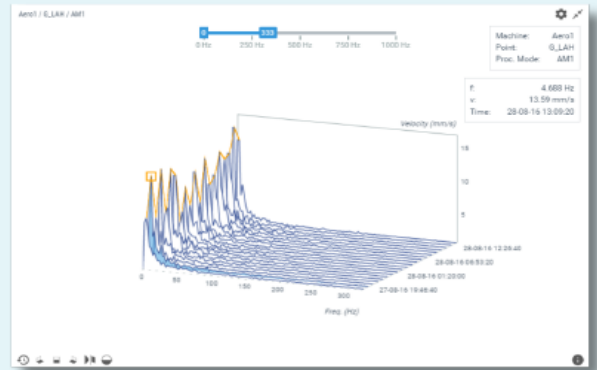 Aero1 / G_LAH / AM1
0 333
0 Hz 250 Hz 500 Hz 750 Hz 1000 Hz
Machine: Aero1
Point: G_LAH
Proc. Mode: AM1
f: 4.688 Hz
v: 13.59 mm/s
Time: 28-08-16 13:09:20
Velocity (mm/s)
15
10
5
28-08-16 12:26:40
28-08-16 06:53:20
28-08-16 01:20:00
27-08-16 19:46:40
0 50 100 150 200 250 300
Freq. (Hz)